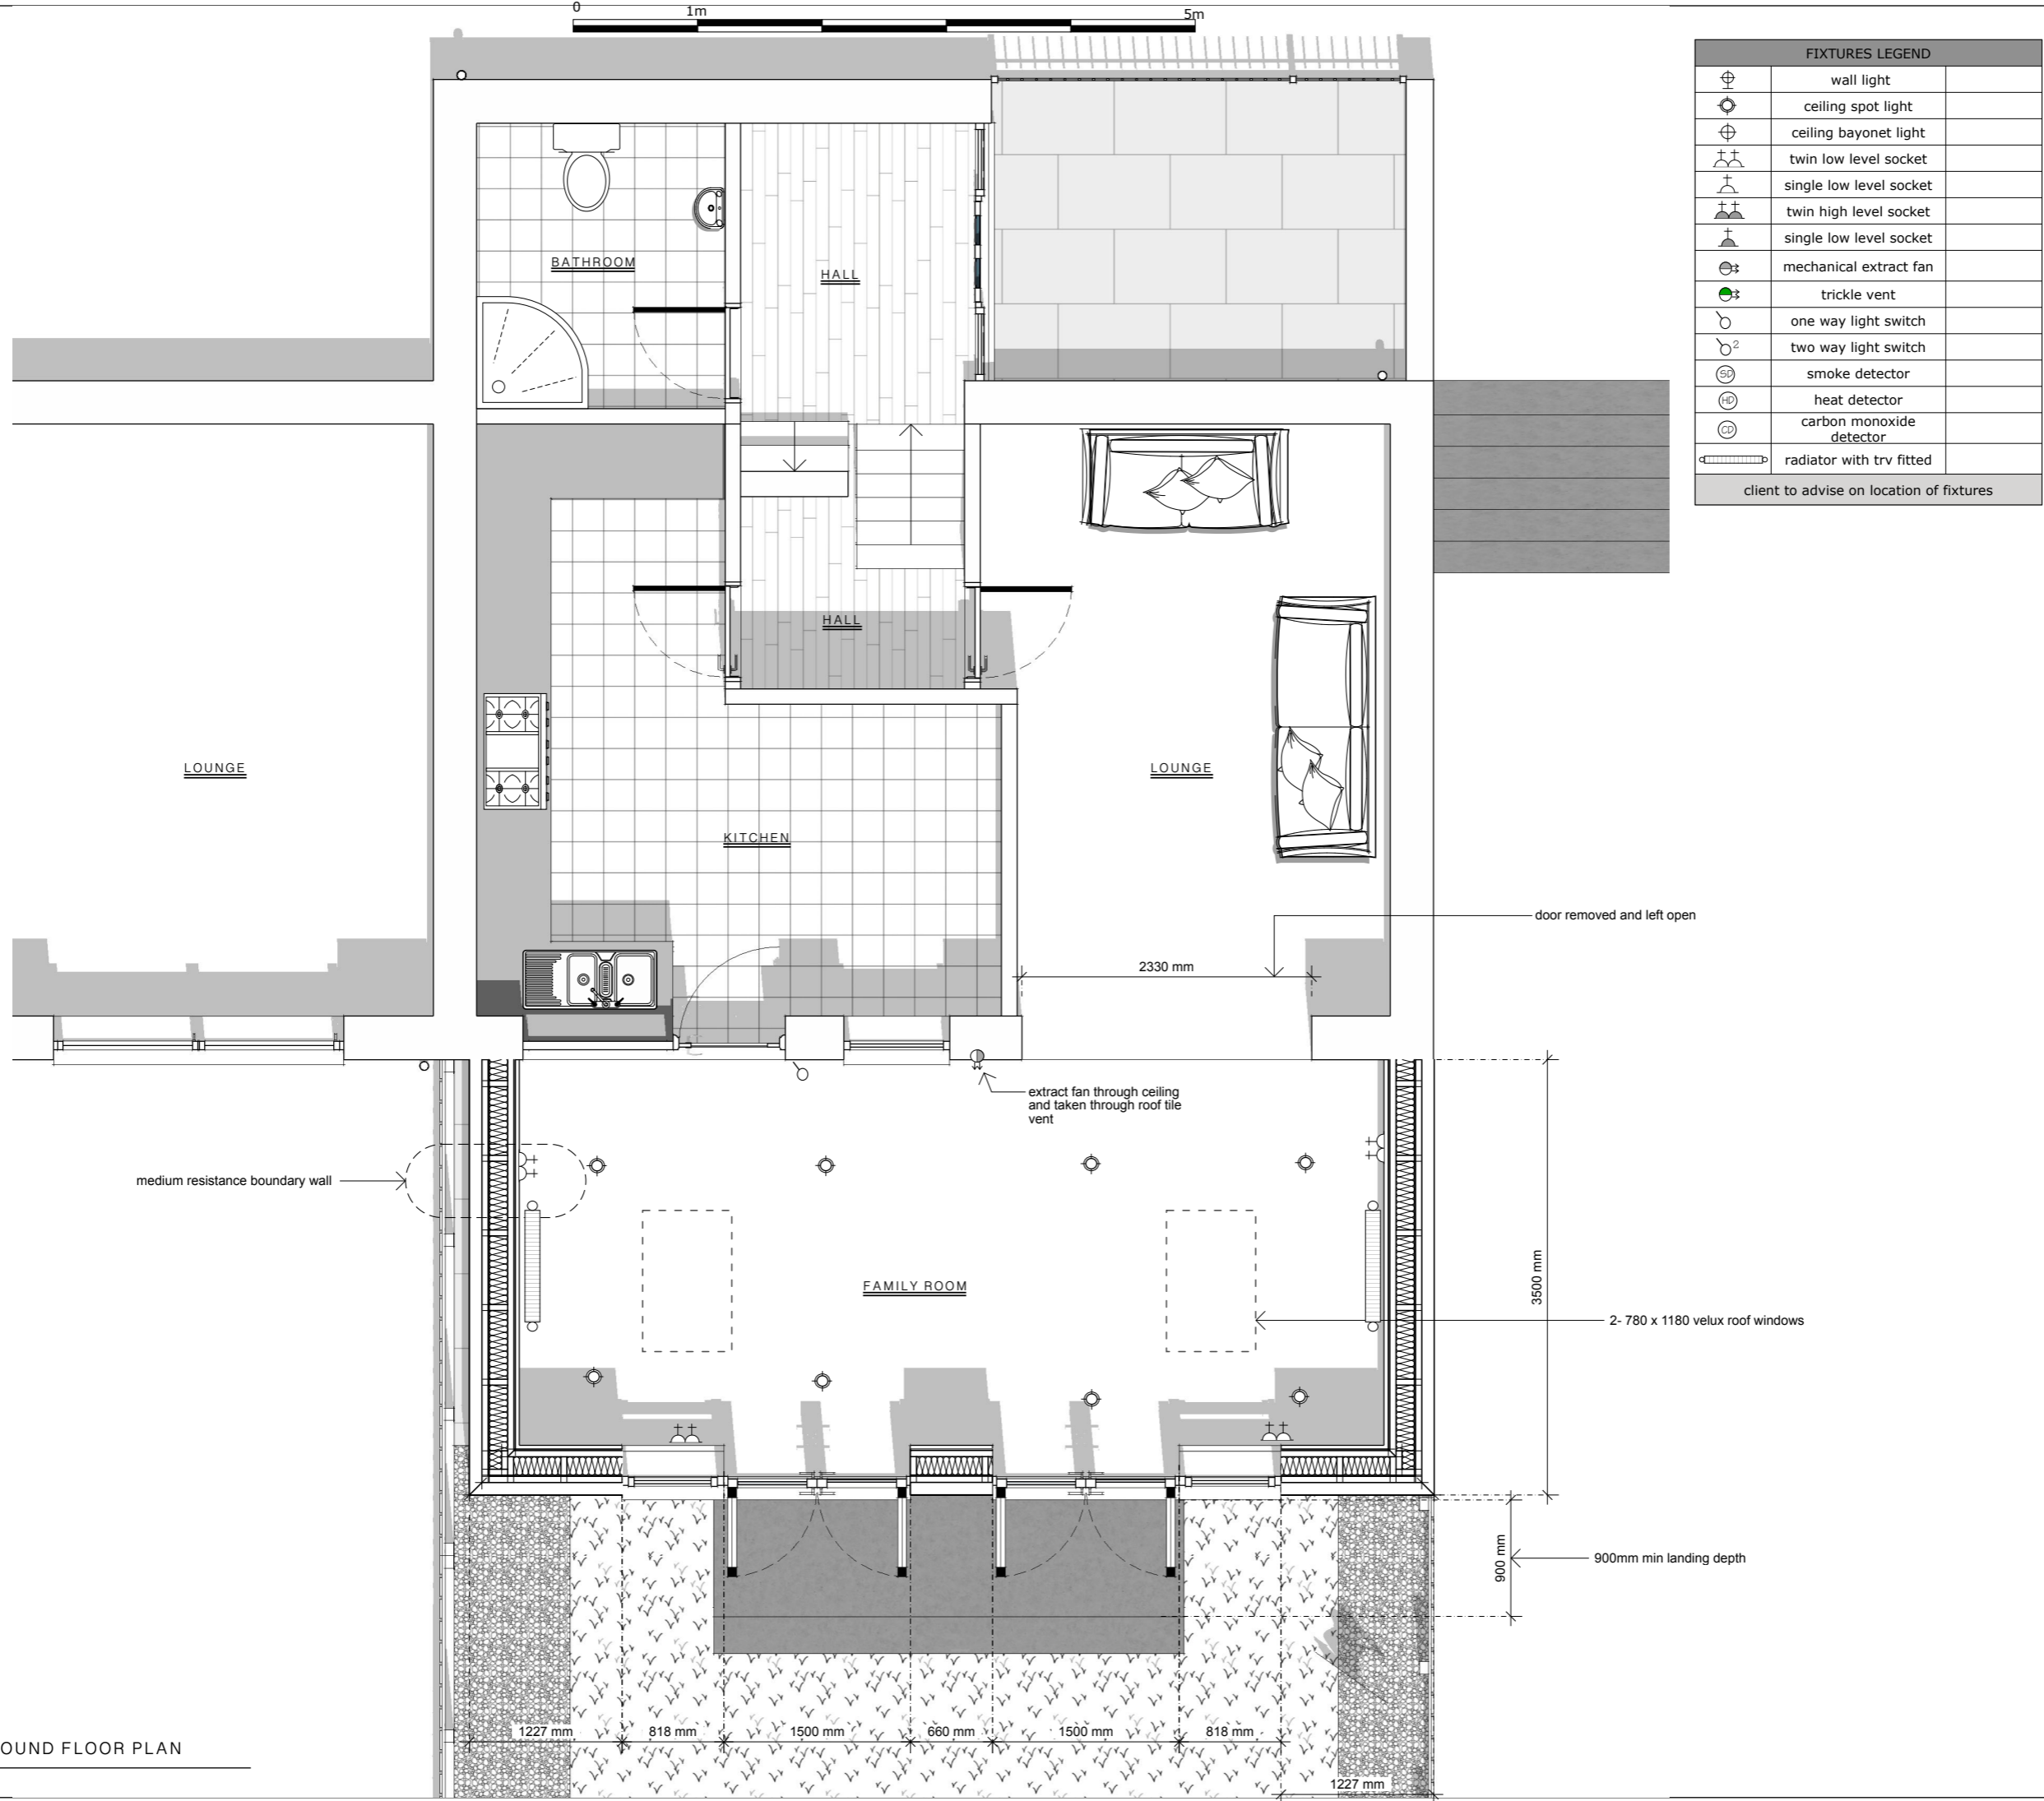 0
1m
5m
FIXTURES LEGEND
wall light
ceiling spot light
ceiling bayonet light
twin low level socket
single low level socket
twin high level socket
single low level socket
mechanical extract fan
trickle vent
one way light switch
2
two way light switch
SD
smoke detector
HD
heat detector
CD
carbon monoxide
detector
radiator with trv fitted
client to advise on location of fixtures
BATHROOM
HALL
HALL
LOUNGE
LOUNGE
KITCHEN
door removed and left open
2330 mm
extract fan through ceiling
and taken through roof tile
vent
medium resistance boundary wall
FAMILY ROOM
3500 mm
2- 780 x 1180 velux roof windows
900 mm
900mm min landing depth
1227 mm
818 mm
1500 mm
660 mm
1500 mm
818 mm
1227 mm
OUND FLOOR PLAN